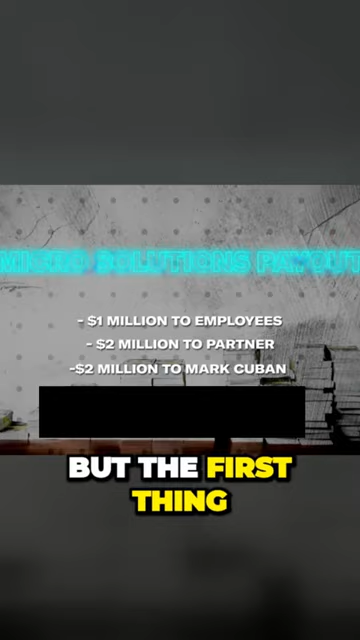 MICRO SOLUTIONS PAYOUT
- $1 MILLION TO EMPLOYEES
- $2 MILLION TO PARTNER
-$2 MILLION TO MARK CUBAN
BUT THE FIRST
THING